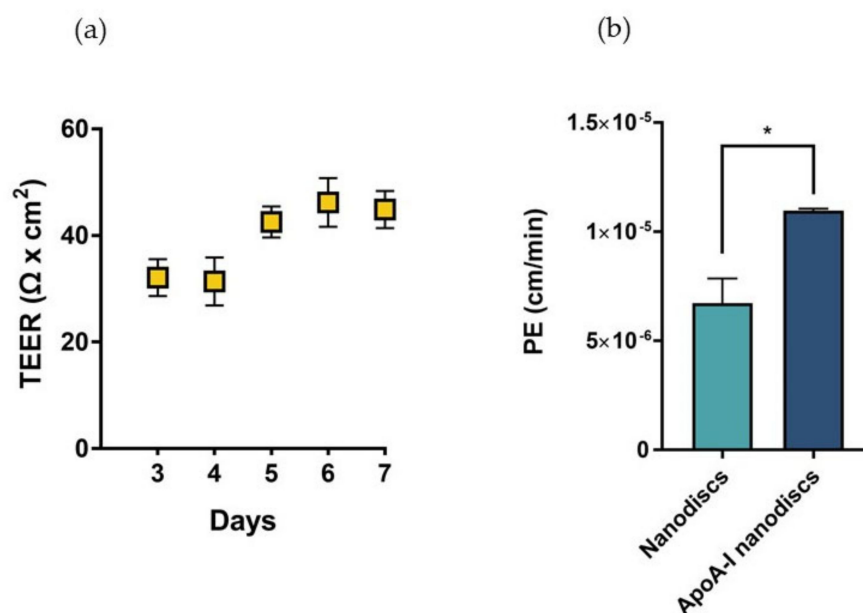 (a)
(b)
TEER (Ω x cm²)
60
40
20
0
3 4 5 6 7
Days
PE (cm/min)
1.5×10⁻⁵
1×10⁻⁵
5×10⁻⁶
0
*
Nanodiscs
ApoA-I nanodiscs